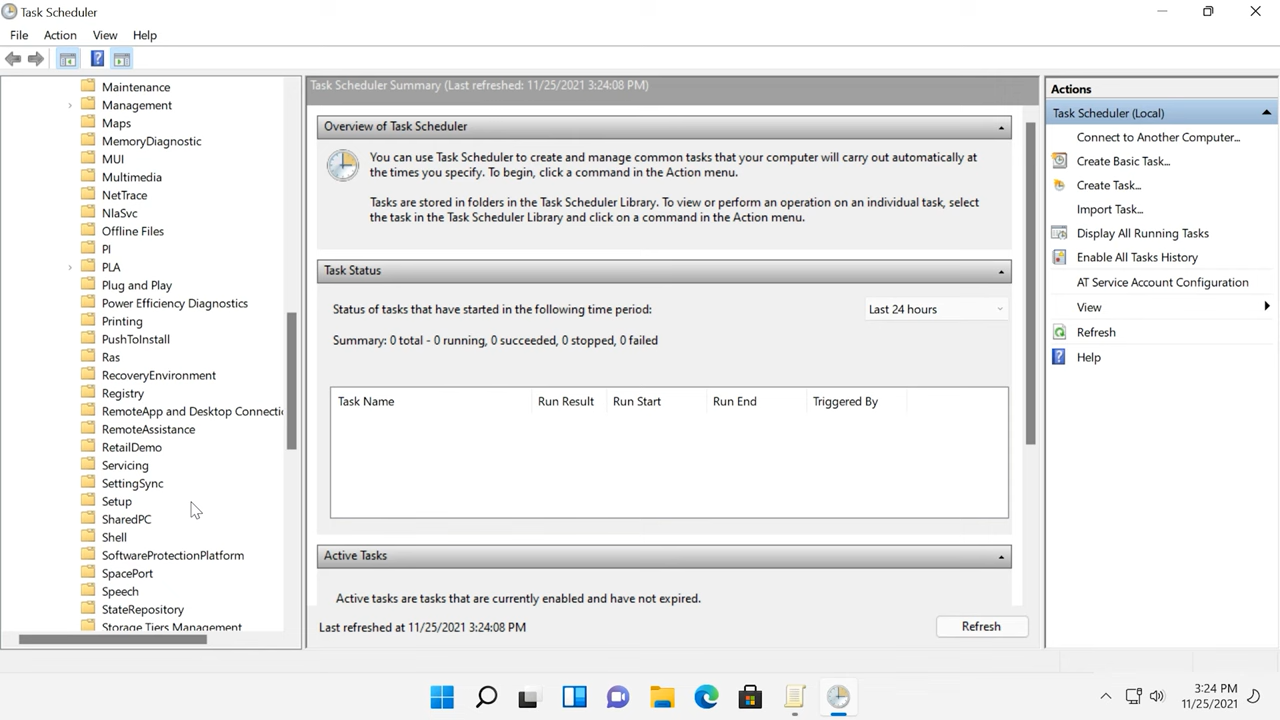 Task Scheduler
File Action View Help
Maintenance
Management
Maps
MemoryDiagnostic
MUI
Multimedia
NetTrace
NlaSvc
Offline Files
PI
PLA
Plug and Play
Power Efficiency Diagnostics
Printing
PushToInstall
Ras
RecoveryEnvironment
Registry
RemoteApp and Desktop Connecti
RemoteAssistance
RetailDemo
Servicing
SettingSync
Setup
SharedPC
Shell
SoftwareProtectionPlatform
SpacePort
Speech
StateRepository
Storage Tiers Management
Task Scheduler Summary (Last refreshed: 11/25/2021 3:24:08 PM)
Overview of Task Scheduler
You can use Task Scheduler to create and manage common tasks that your computer will carry out automatically at
the times you specify. To begin, click a command in the Action menu.
Tasks are stored in folders in the Task Scheduler Library. To view or perform an operation on an individual task, select
the task in the Task Scheduler Library and click on a command in the Action menu.
Task Status
Status of tasks that have started in the following time period:
Last 24 hours
Summary: 0 total - 0 running, 0 succeeded, 0 stopped, 0 failed
Task Name Run Result Run Start Run End Triggered By
Active Tasks
Active tasks are tasks that are currently enabled and have not expired.
Last refreshed at 11/25/2021 3:24:08 PM
Refresh
Actions
Task Scheduler (Local)
Connect to Another Computer...
Create Basic Task...
Create Task...
Import Task...
Display All Running Tasks
Enable All Tasks History
AT Service Account Configuration
View
Refresh
Help
3:24 PM
11/25/2021